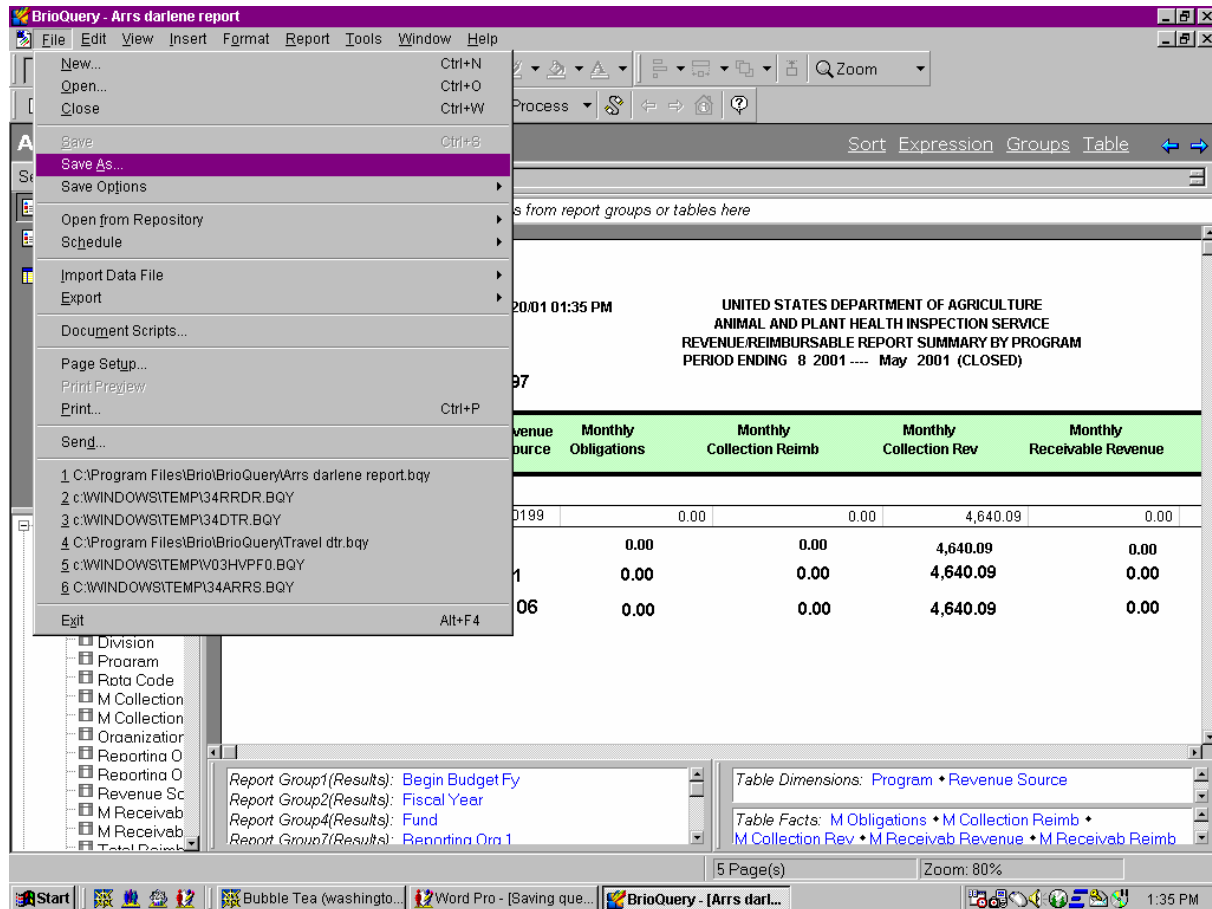 BrioQuery - Arrs darlene report
File Edit View Insert Format Report Tools Window Help
New... Ctrl+N
Open... Ctrl+O
Close Ctrl+W
Save Ctrl+S
Save As...
Save Options
Open from Repository
Schedule
Import Data File
Export
Document Scripts...
Page Setup...
Print Preview
Print... Ctrl+P
Send...
1 C:\Program Files\Brio\BrioQuery\Arrs darlene report.bqy
2 c:\WINDOWS\TEMP\34RRDR.BQY
3 c:\WINDOWS\TEMP\34DTR.BQY
4 C:\Program Files\Brio\BrioQuery\Travel dtr.bqy
5 c:\WINDOWS\TEMP\V03HVPF0.BQY
6 C:\WINDOWS\TEMP\34ARRS.BQY
Exit Alt+F4
Zoom
Process
Sort Expression Groups Table
s from report groups or tables here
20/01 01:35 PM UNITED STATES DEPARTMENT OF AGRICULTURE
ANIMAL AND PLANT HEALTH INSPECTION SERVICE
REVENUE/REIMBURSABLE REPORT SUMMARY BY PROGRAM
PERIOD ENDING 8 2001 ---- May 2001 (CLOSED)
97
venue Monthly Monthly Monthly Monthly
ource Obligations Collection Reimb Collection Rev Receivable Revenue
0199 0.00 0.00 4,640.09 0.00
0.00 0.00 4,640.09 0.00
1 0.00 0.00 4,640.09 0.00
06 0.00 0.00 4,640.09 0.00
Division
Program
Rptg Code
M Collection
M Collection
Organization
Reporting O
Reporting O
Revenue So
M Receivab
M Receivab
Total Reimb
Report Group1(Results): Begin Budget Fy
Report Group2(Results): Fiscal Year
Report Group4(Results): Fund
Report Group7(Results): Reporting Org 1
Table Dimensions: Program ♦ Revenue Source
Table Facts: M Obligations ♦ M Collection Reimb ♦
M Collection Rev ♦ M Receivab Revenue ♦ M Receivab Reimb
5 Page(s) Zoom: 80%
Start Bubble Tea (washingto... Word Pro - [Saving que... BrioQuery - [Arrs darl... 1:35 PM